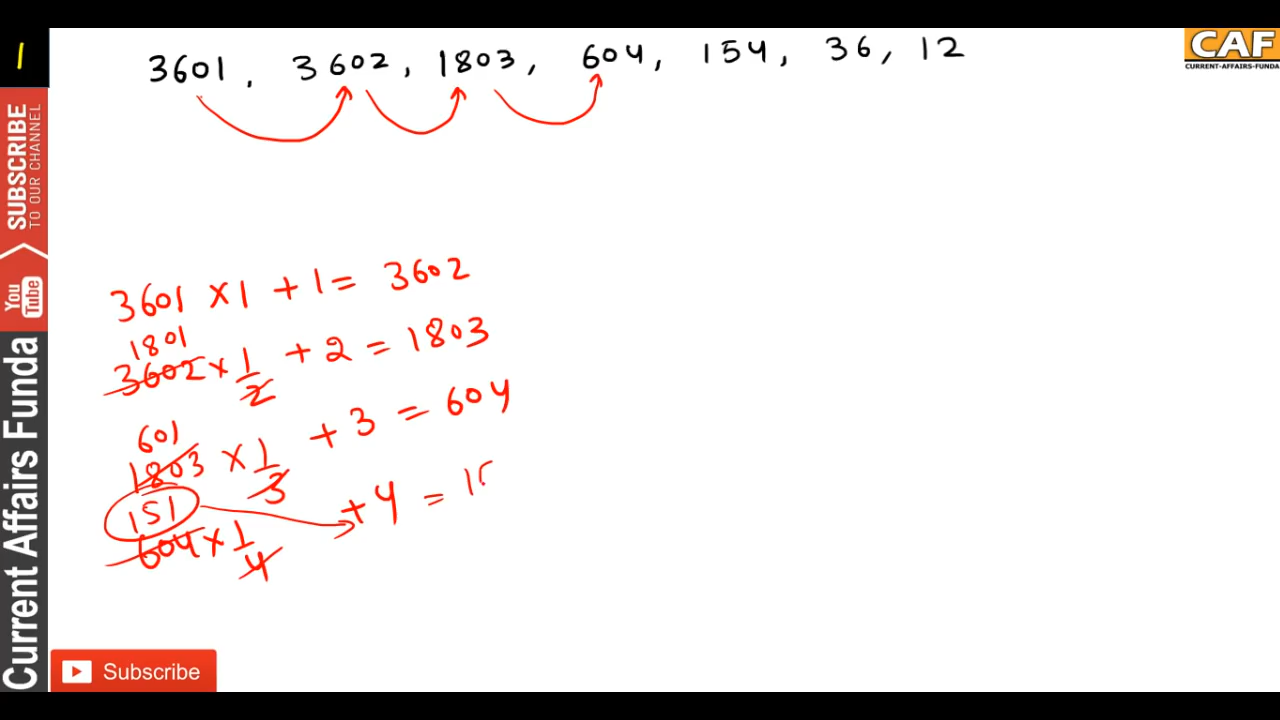 1
3601, 3602, 1803, 604, 154, 36, 12
CAF
CURRENT-AFFAIRS-FUNDA
SUBSCRIBE
TO OUR CHANNEL
You
Tube
Current Affairs Funda
3601 × 1 + 1 = 3602
1801
3602 × 1/2 + 2 = 1803
601
1803 × 1/3 + 3 = 604
151
604 × 1/4 + 4 = 15
Subscribe